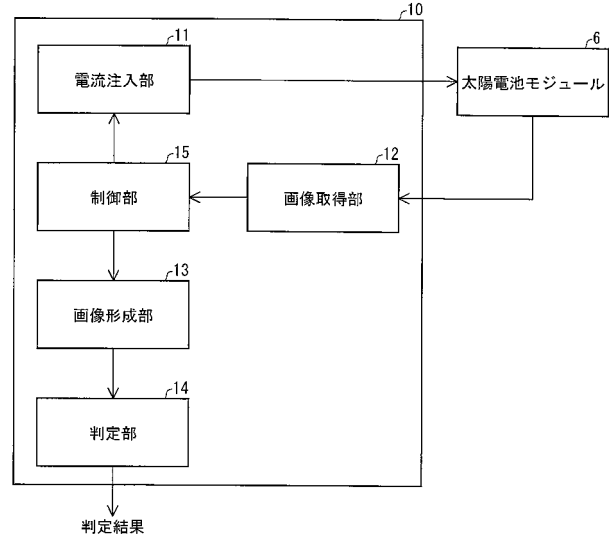 10
11
電流注入部
6
太陽電池モジュール
15
制御部
12
画像取得部
13
画像形成部
14
判定部
判定結果